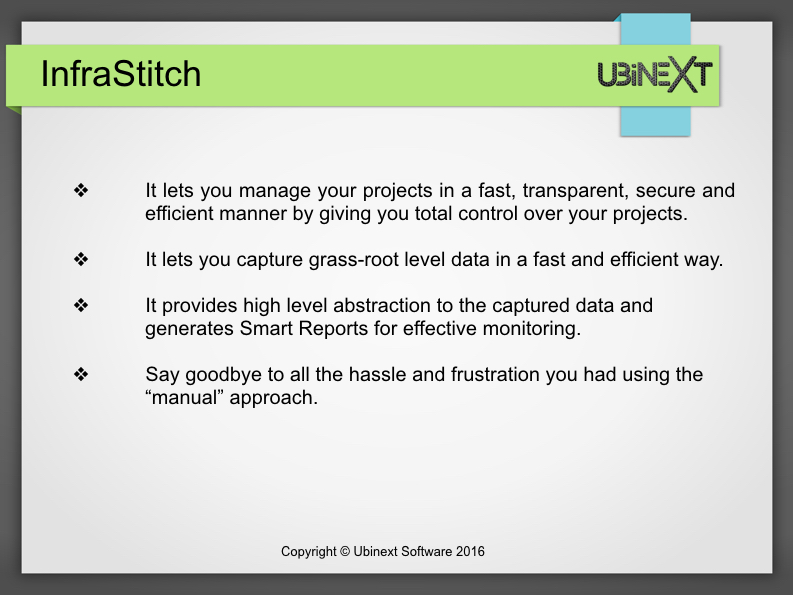 InfraStitch
UBiNEXT
❖ It lets you manage your projects in a fast, transparent, secure and
efficient manner by giving you total control over your projects.
❖ It lets you capture grass-root level data in a fast and efficient way.
❖ It provides high level abstraction to the captured data and
generates Smart Reports for effective monitoring.
❖ Say goodbye to all the hassle and frustration you had using the
“manual” approach.
Copyright © Ubinext Software 2016